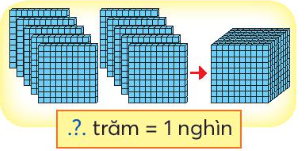 .?. trăm = 1 nghìn